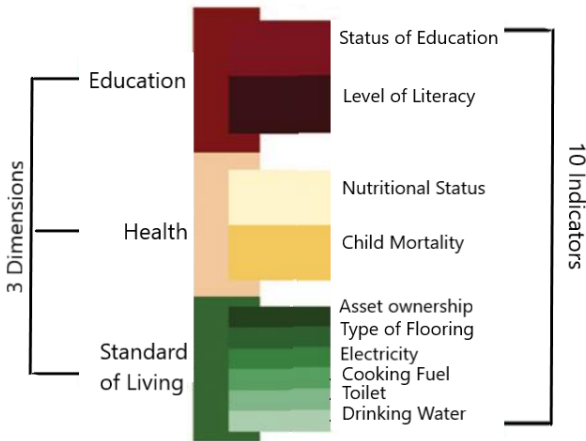 3 Dimensions
Education
Health
Standard
of Living
Status of Education
Level of Literacy
Nutritional Status
Child Mortality
Asset ownership
Type of Flooring
Electricity
Cooking Fuel
Toilet
Drinking Water
10 Indicators